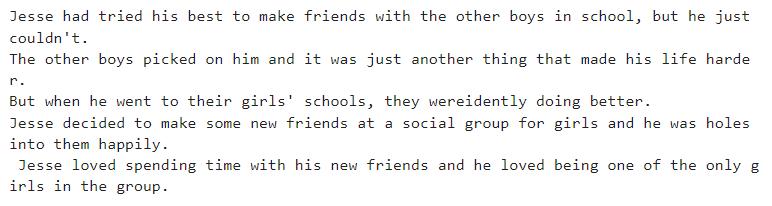 Jesse had tried his best to make friends with the other boys in school, but he just
couldn't.
The other boys picked on him and it was just another thing that made his life harde
r.
But when he went to their girls' schools, they wereidently doing better.
Jesse decided to make some new friends at a social group for girls and he was holes
into them happily.
 Jesse loved spending time with his new friends and he loved being one of the only g
irls in the group.